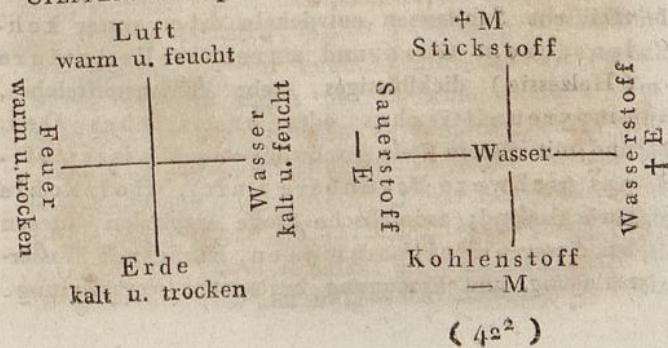 Luft
warm u. feucht
Feuer
warm u. trocken
Wasser
kalt u. feucht
Erde
kalt u. trocken
+ M
Stickstoff
Sauerstoff
— E
Wasser
Wasserstoff
+ E
Kohlenstoff
M
( 42² )